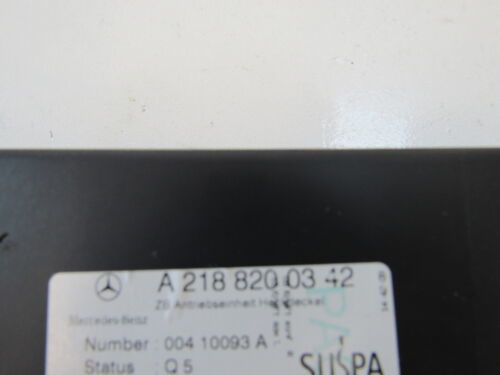 A 218 820 03 42
ZB Antriebseinheit Heckdeckel
Mercedes-Benz
Number : 004 10093 A
Status : Q 5
SUSPA